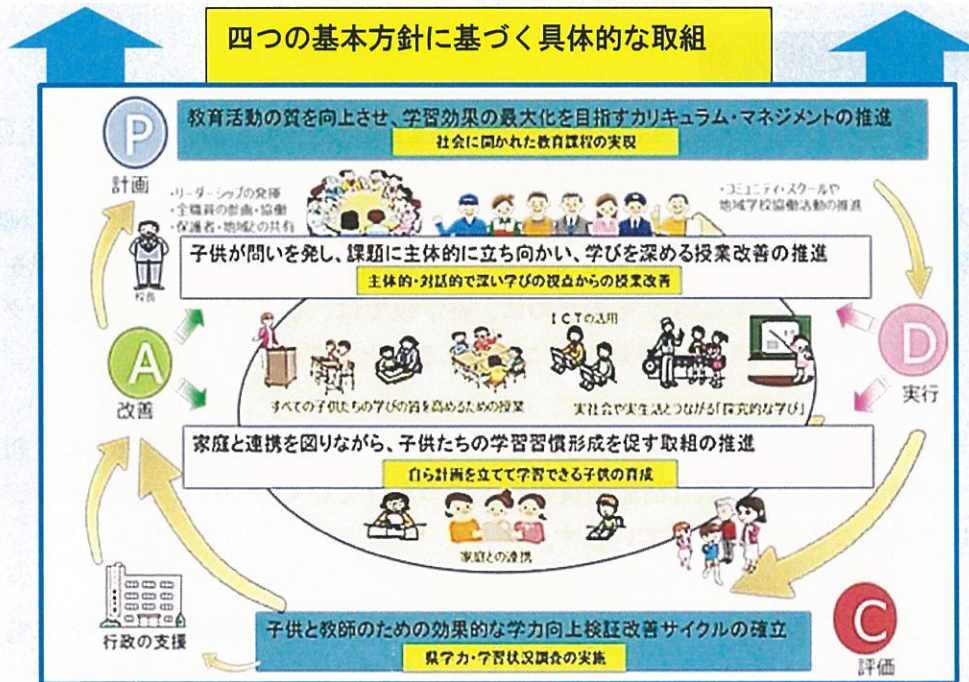 四つの基本方針に基づく具体的な取組
P
計画
教育活動の質を向上させ、学習効果の最大化を目指すカリキュラム・マネジメントの推進
社会に開かれた教育課程の実現
・リーダーシップの発揮
・全職員の参画・協働
・保護者・地域との共有
・コミュニティ・スクールや
地域学校協働活動の推進
校長
子供が問いを発し、課題に主体的に立ち向かい、学びを深める授業改善の推進
主体的・対話的で深い学びの視点からの授業改善
ICTの活用
A
改善
D
実行
すべての子供たちの学びの質を高めるための授業
実社会や実生活とつながる「探究的な学び」
家庭と連携を図りながら、子供たちの学習習慣形成を促す取組の推進
自ら計画を立てて学習できる子供の育成
家庭との連携
行政の支援
子供と教師のための効果的な学力向上検証改善サイクルの確立
県学力・学習状況調査の実施
C
評価